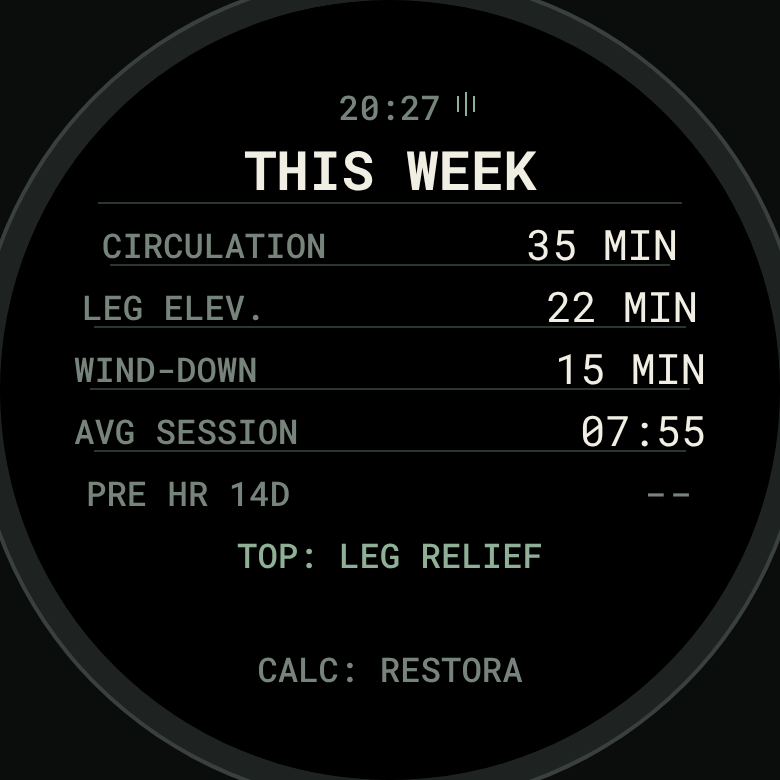 20:27
THIS WEEK
CIRCULATION 35 MIN
LEG ELEV. 22 MIN
WIND-DOWN 15 MIN
AVG SESSION 07:55
PRE HR 14D --
TOP: LEG RELIEF
CALC: RESTORA